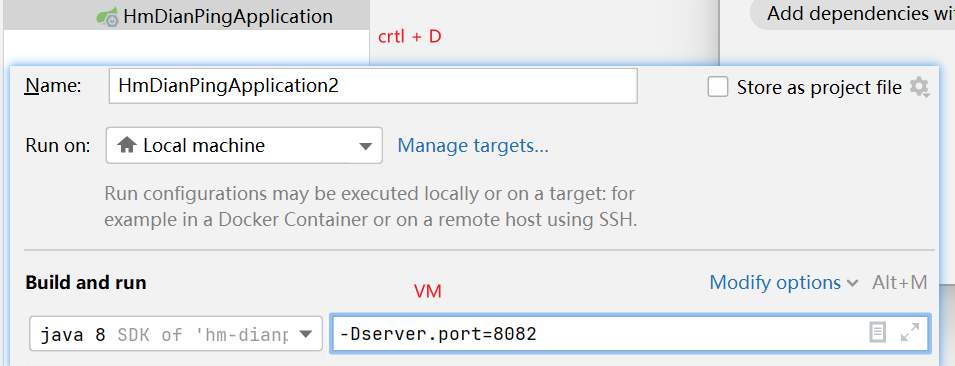 HmDianPingApplication
crtl + D
Add dependencies wi
Name: HmDianPingApplication2 Store as project file
Run on: Local machine Manage targets...
Run configurations may be executed locally or on a target: for
example in a Docker Container or on a remote host using SSH.
Build and run Modify options Alt+M
VM
java 8 SDK of 'hm-dianp -Dserver.port=8082